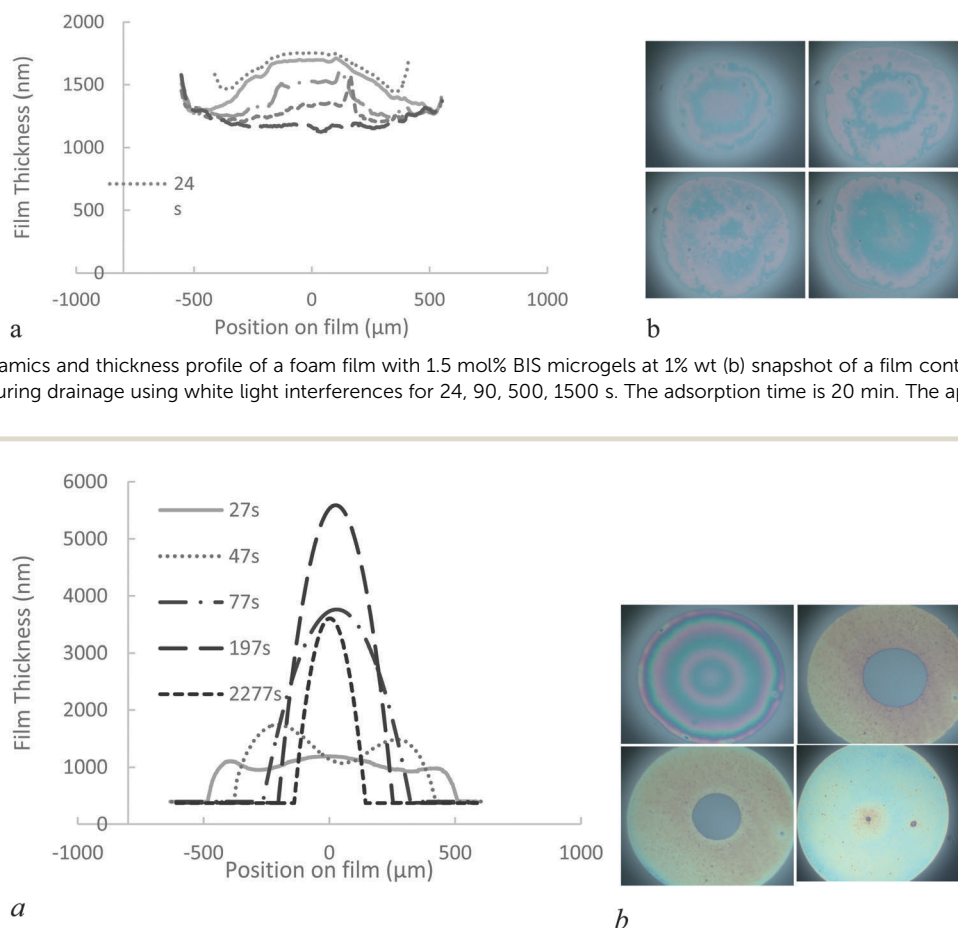 2000
1500
1000
500
0
Film Thickness (nm)
24
s
-1000
-500
0
500
1000
Position on film (µm)
a
b
dynamics and thickness profile of a foam film with 1.5 mol% BIS microgels at 1% wt (b) snapshot of a film
during drainage using white light interferences for 24, 90, 500, 1500 s. The adsorption time is 20 min. The
6000
5000
4000
3000
2000
1000
0
Film Thickness (nm)
27s
47s
77s
197s
2277s
-1000
-500
0
500
1000
Position on film (µm)
a
b